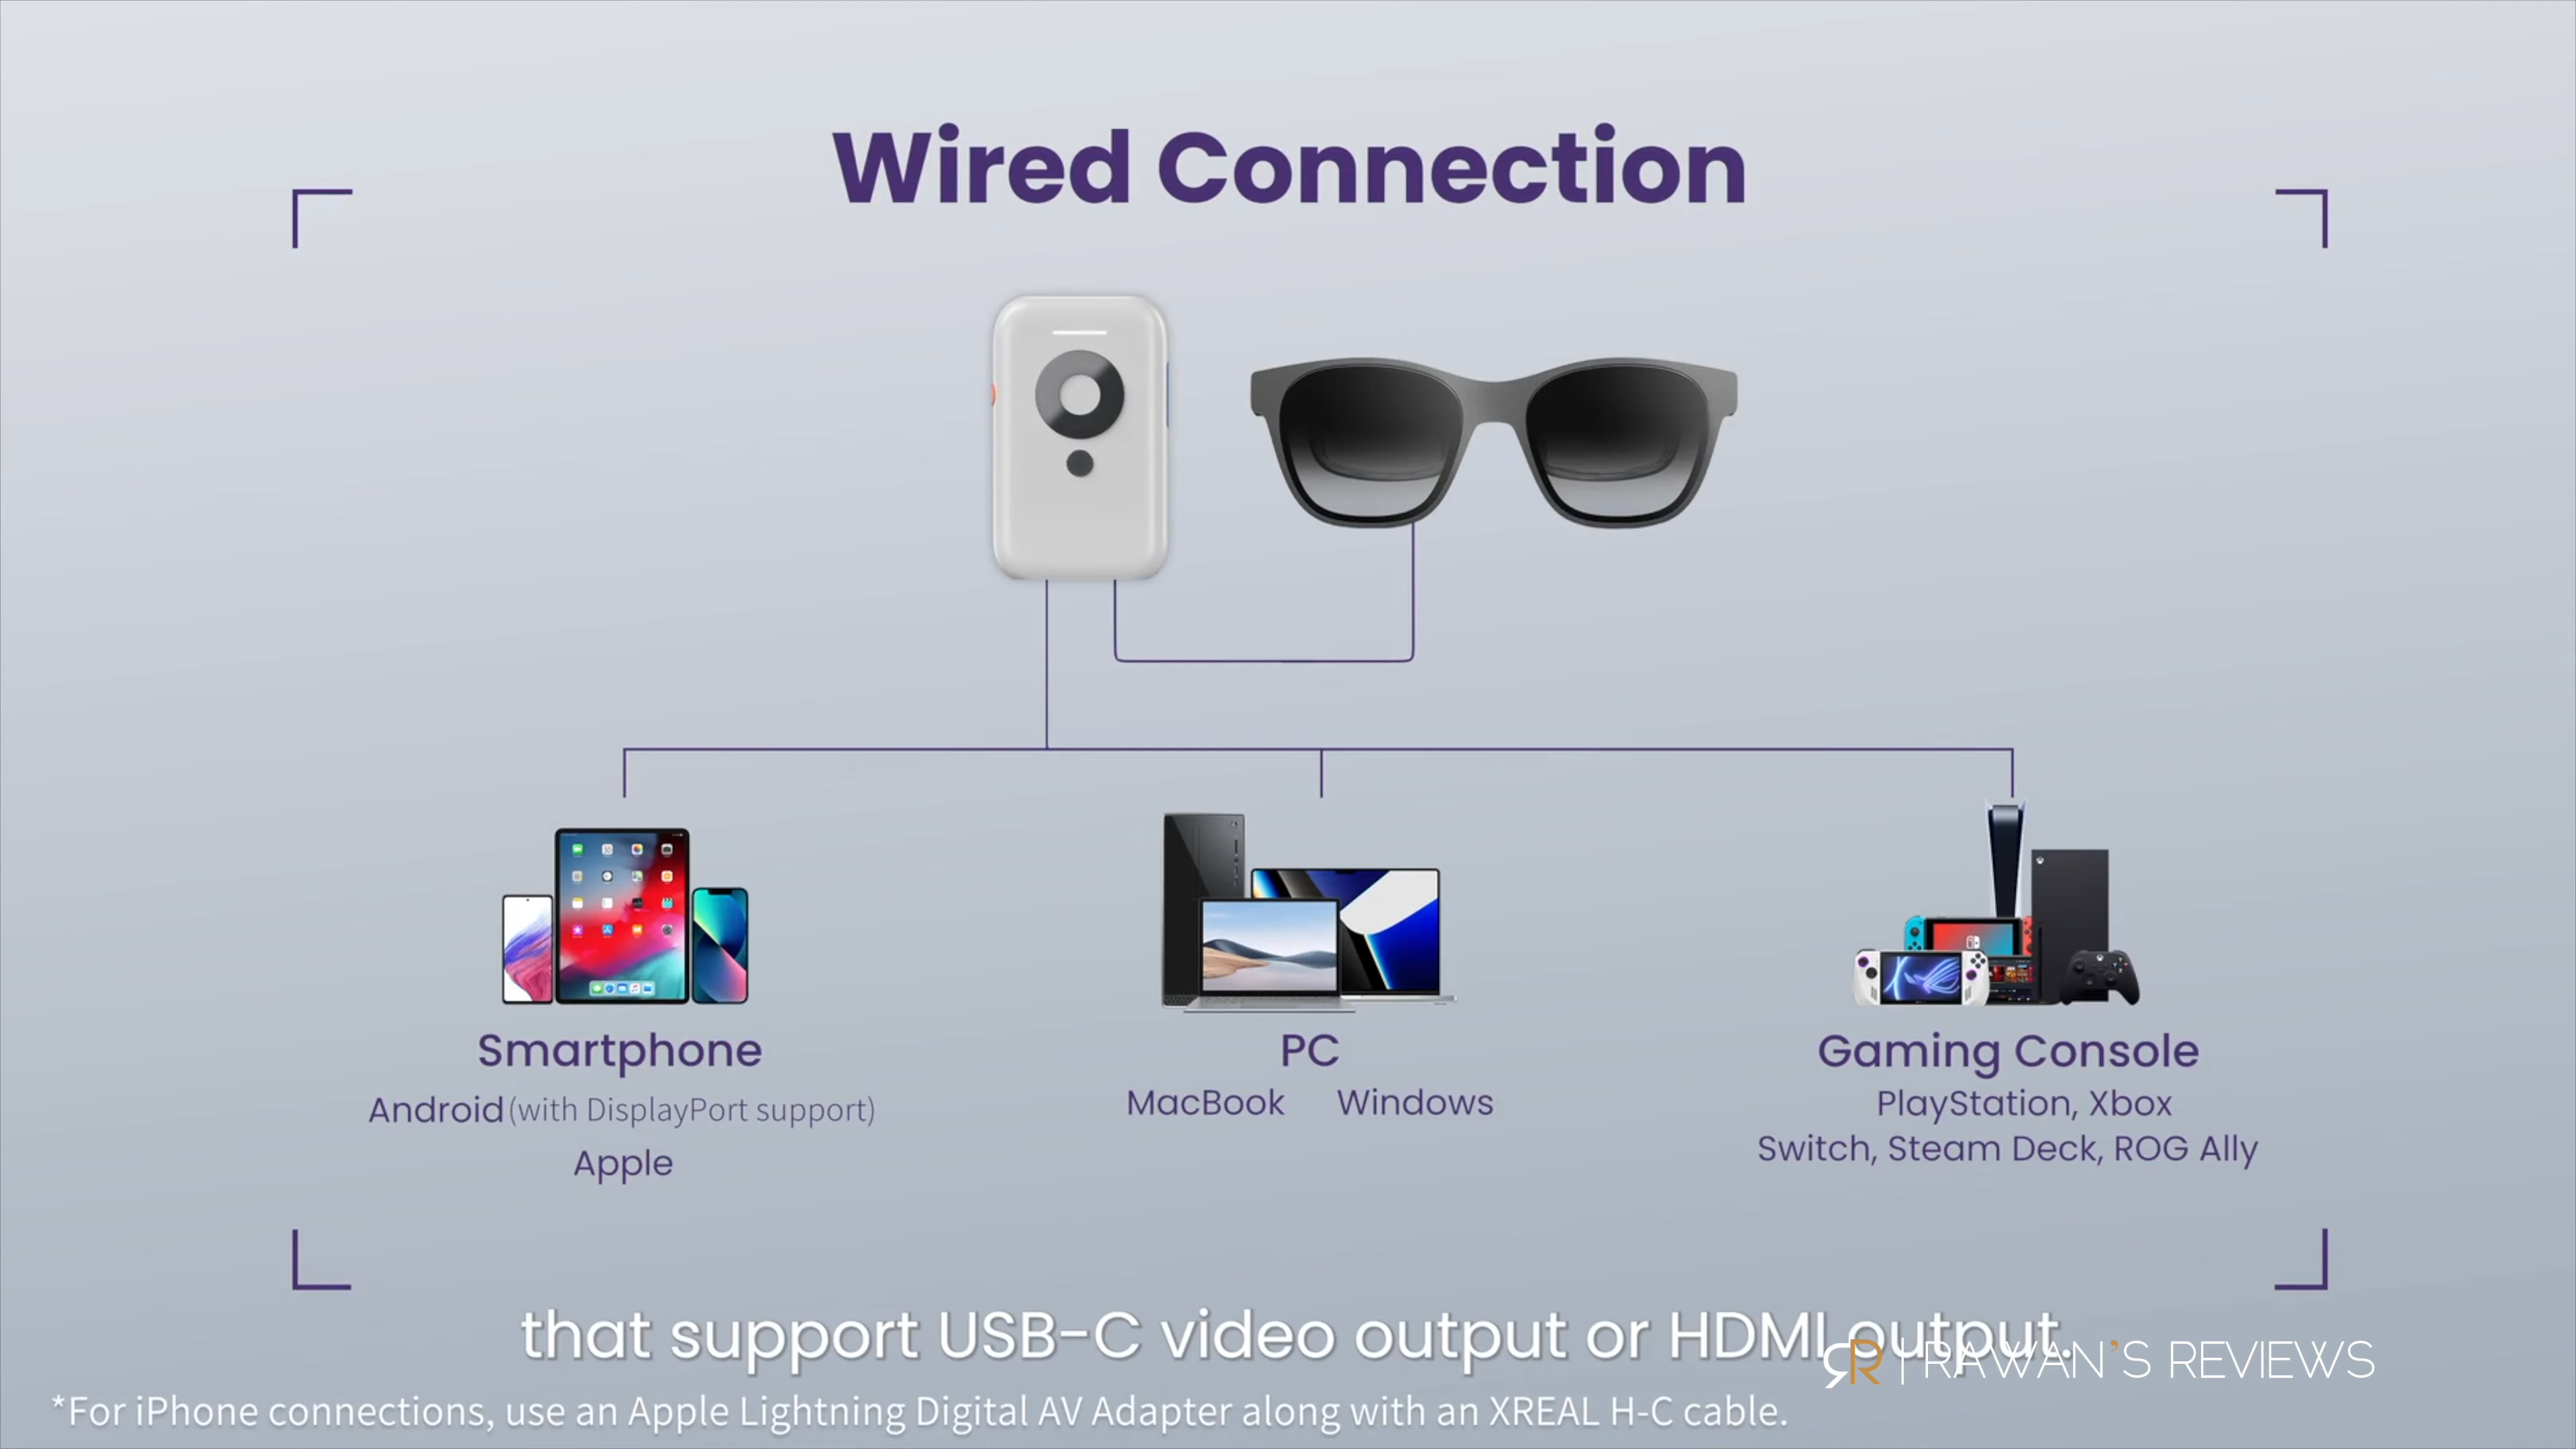 Wired Connection
Smartphone
Android (with DisplayPort support)
Apple
PC
MacBook Windows
Gaming Console
PlayStation, Xbox
Switch, Steam Deck, ROG Ally
that support USB-C video output or HDMI output.
RR | RAWAN'S REVIEWS
*For iPhone connections, use an Apple Lightning Digital AV Adapter along with an XREAL H-C cable.